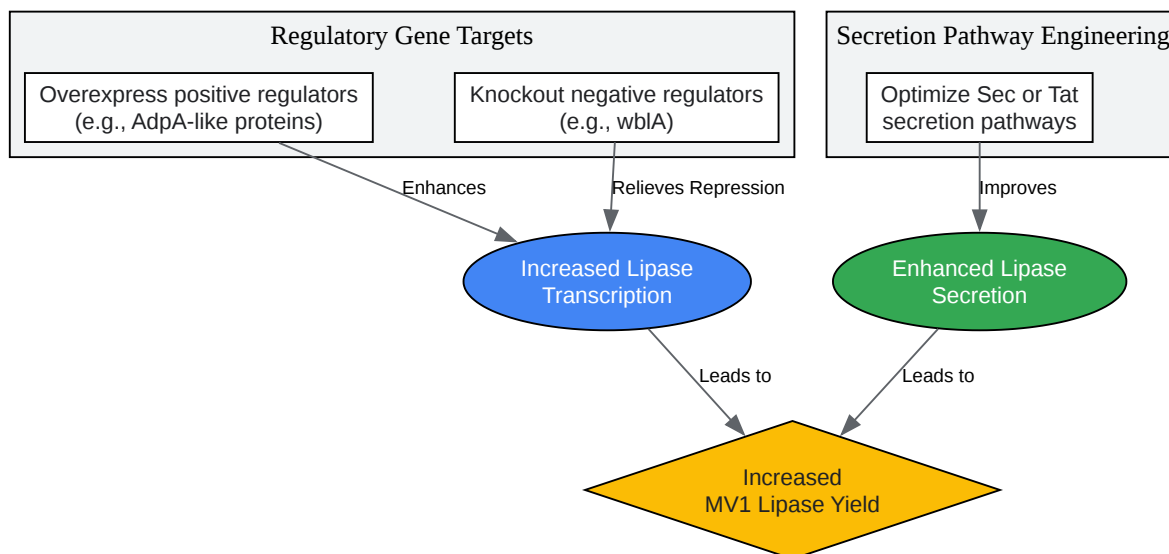 Regulatory Gene Targets
Secretion Pathway Engineering
Overexpress positive regulators
(e.g., AdpA-like proteins)
Knockout negative regulators
(e.g., wblA)
Optimize Sec or Tat
secretion pathways
Enhances
Relieves Repression
Improves
Increased Lipase
Transcription
Enhanced Lipase
Secretion
Leads to
Leads to
Increased
MV1 Lipase Yield